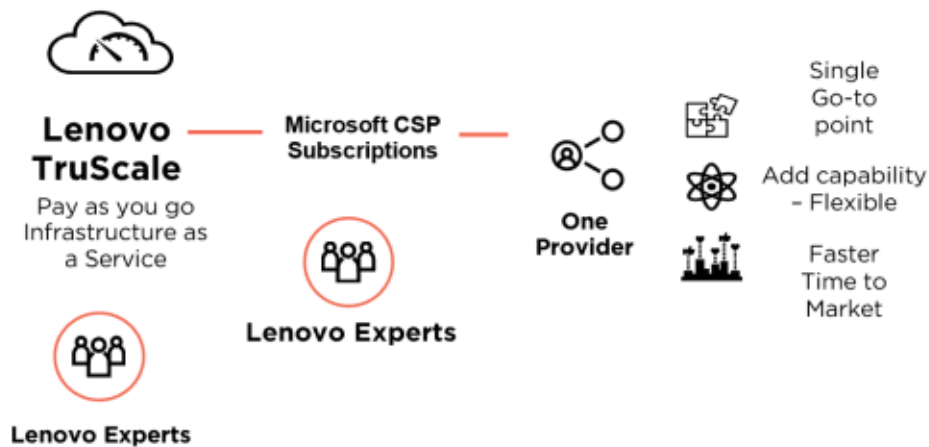 Lenovo
TruScale
Pay as you go
Infrastructure as
a Service
Lenovo Experts
Microsoft CSP
Subscriptions
Lenovo Experts
One
Provider
Single
Go-to
point
Add capability
– Flexible
Faster
Time to
Market